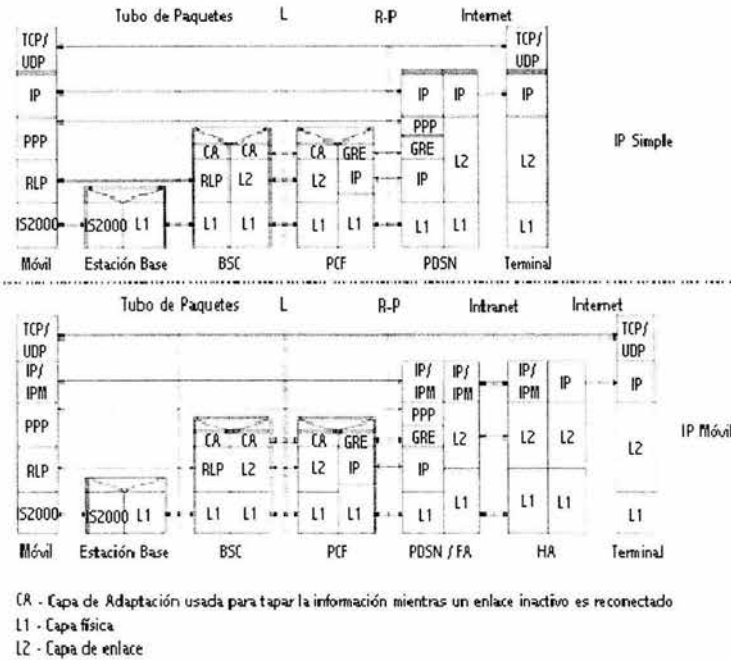 Tubo de Paquetes L R-P Internet
TCP/ TCP/
UDP UDP
IP IP IP IP
IP Simple
PPP PPP
CA CA CA GRE GRE L2 L2
RLP RLP L2 L2 IP IP
IS2000 IS2000 L1 L1 L1 L1 L1 L1 L1 L1
Móvil Estación Base BSC PCF PDSN Terminal
Tubo de Paquetes L R-P Intranet Internet
TCP/ TCP/
UDP UDP
IP/ IP/ IP/ IP/ IP IP
IPM IPM IPM IPM
PPP PPP IP Móvil
CA CA CA GRE GRE L2 L2 L2 L2
RLP RLP L2 L2 IP IP
IS2000 IS2000 L1 L1 L1 L1 L1 L1 L1 L1 L1 L1
Móvil Estación Base BSC PCF PDSN / FA HA Terminal
CA - Capa de Adaptación usada para tapar la información mientras un enlace inactivo es reconectado
L1 - Capa física
L2 - Capa de enlace